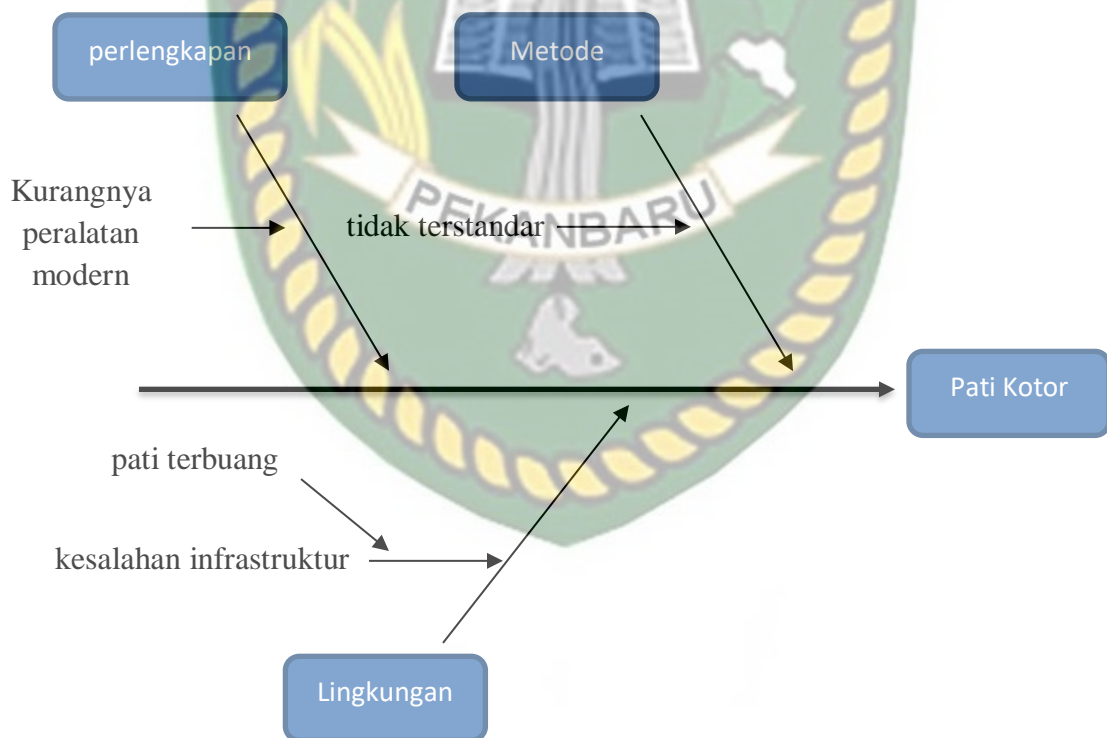 perlengkapan
Metode
Kurangnya
peralatan
modern
PEKANBARU
tidak terstandar
Pati Kotor
pati terbuang
kesalahan infrastruktur
Lingkungan